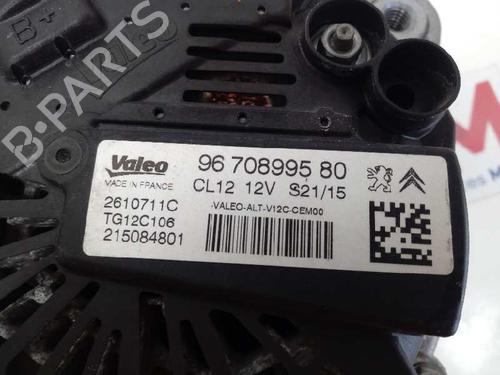 B+
B-PARTS
Valeo
MADE IN FRANCE
96 708995 80
CL12 12V S21/15
2610711C
TG12C106
215084801
-VALEO-ALT-V12C-CEM00